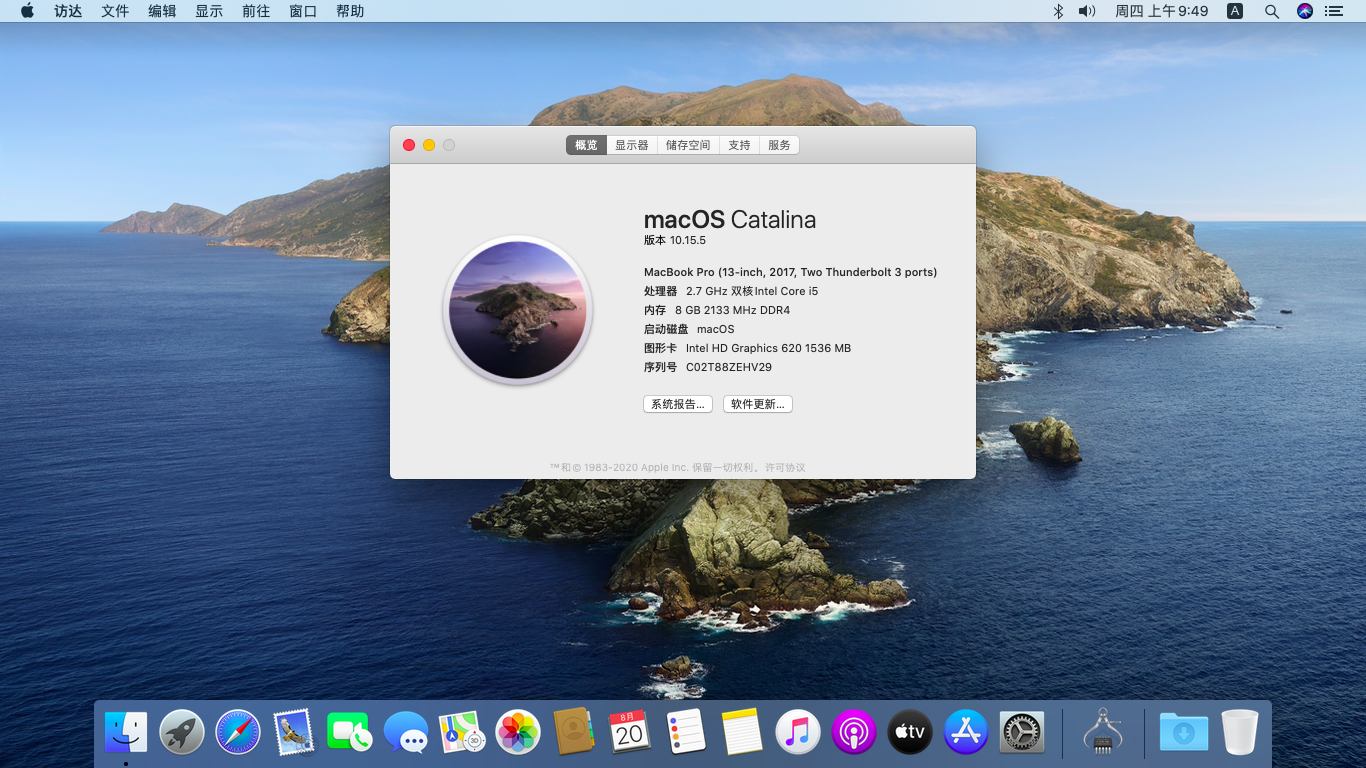 访达 文件 编辑 显示 前往 窗口 帮助 周四 上午9:49 A
概览 显示器 储存空间 支持 服务
macOS Catalina
版本 10.15.5
MacBook Pro (13-inch, 2017, Two Thunderbolt 3 ports)
处理器 2.7 GHz 双核Intel Core i5
内存 8 GB 2133 MHz DDR4
启动磁盘 macOS
图形卡 Intel HD Graphics 620 1536 MB
序列号 C02T88ZEHV29
系统报告... 软件更新...
™和© 1983-2020 Apple Inc. 保留一切权利。许可协议
8月
20
3D
tv